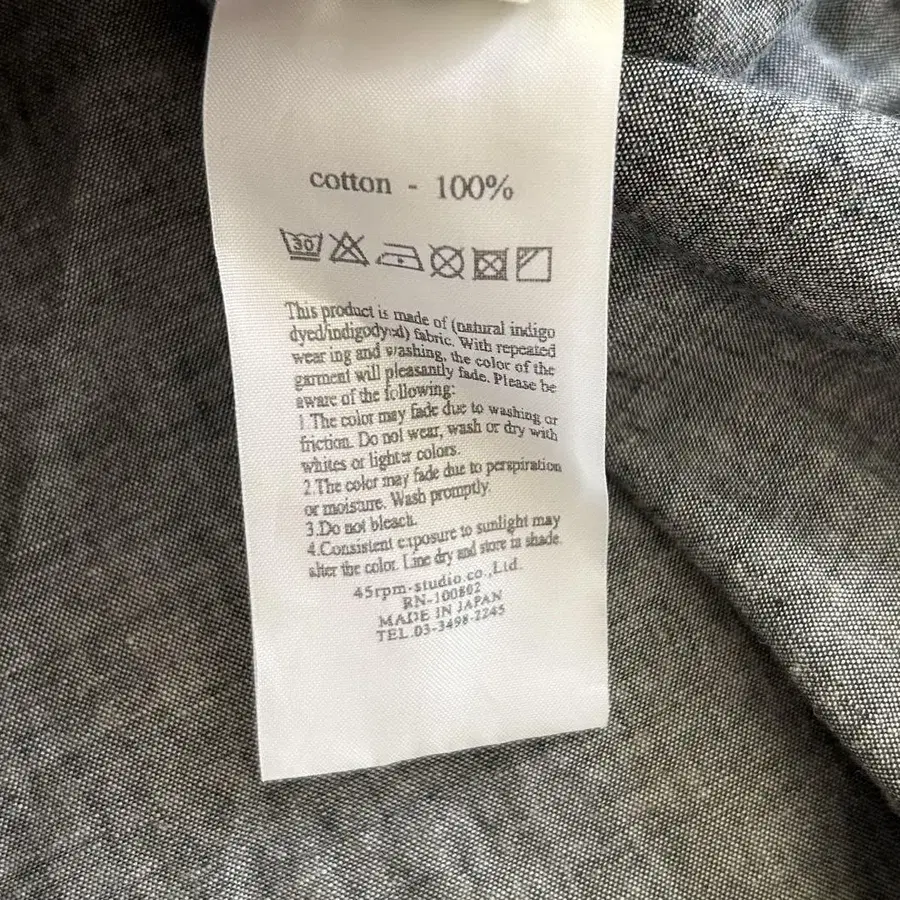 cotton - 100%
30
This product is made of (natural indigo
dyed/indigodyed) fabric. With repeated
wear ing and washing, the color of the
garment will pleasantly fade. Please be
aware of the following:
1.The color may fade due to washing or
friction. Do not wear, wash or dry with
whites or lighter colors.
2.The color may fade due to perspiration
or moisture. Wash promptly.
3.Do not bleach.
4.Consistent exposure to sunlight may
alter the color. Line dry and store in shade.
45rpm-studio co.,Ltd.
RN-100802
MADE IN JAPAN
TEL.03-3498-2245